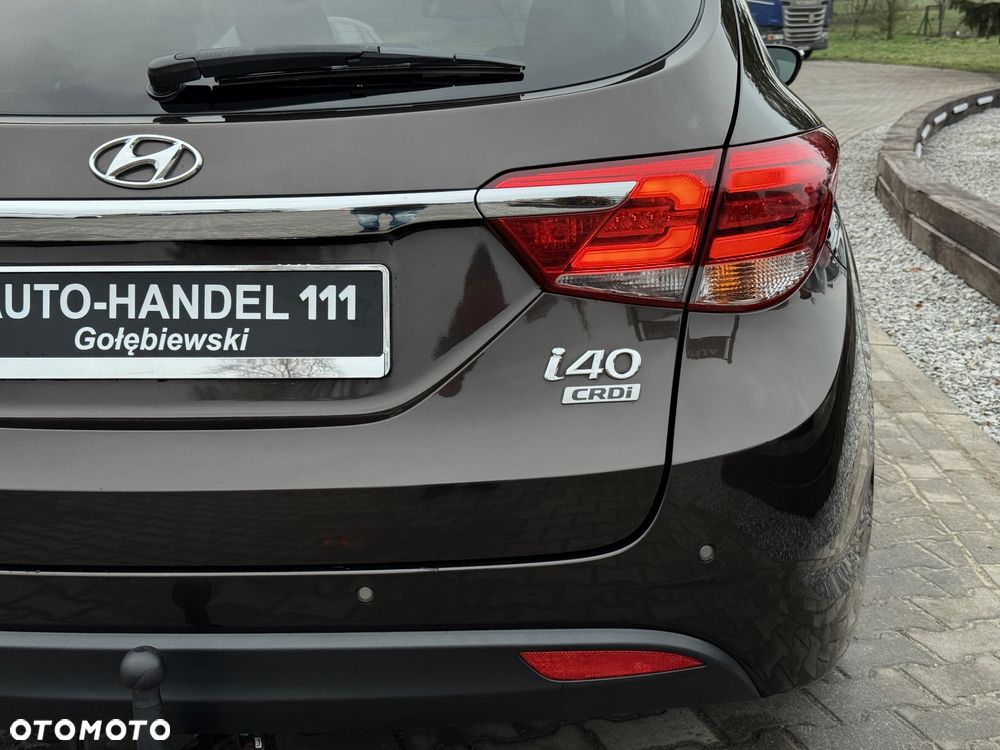 AUTO-HANDEL 111
Gołębiewski
i40
CRDi
OTOMOTO